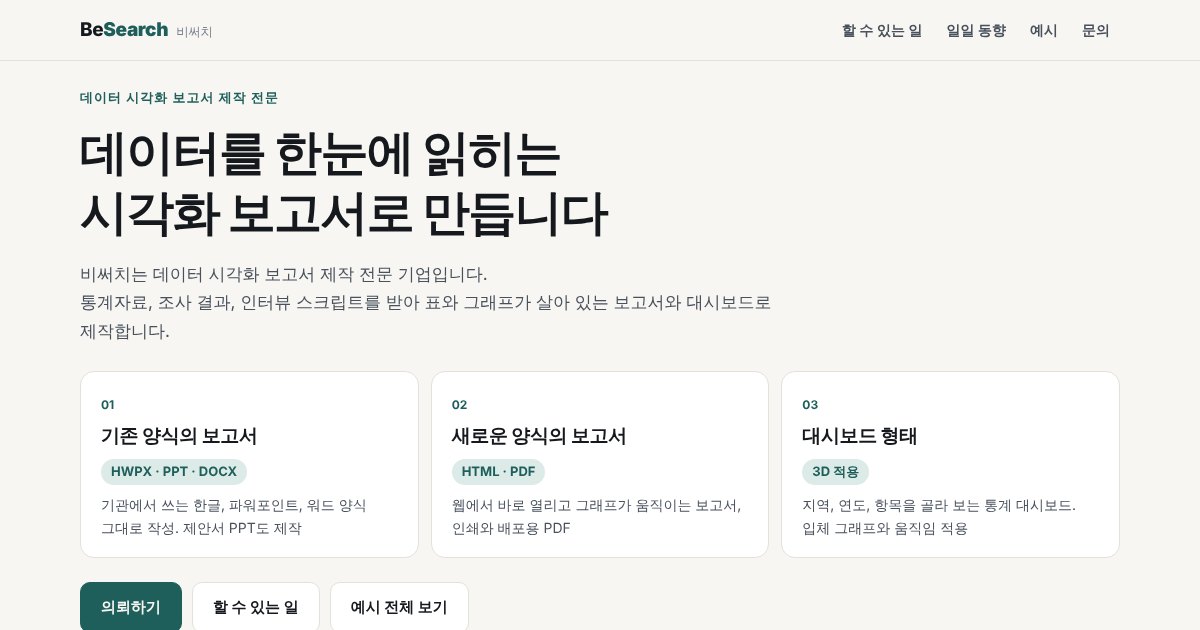 BeSearch 비써치
할 수 있는 일 일일 동향 예시 문의
데이터 시각화 보고서 제작 전문
데이터를 한눈에 읽히는
시각화 보고서로 만듭니다
비써치는 데이터 시각화 보고서 제작 전문 기업입니다.
통계자료, 조사 결과, 인터뷰 스크립트를 받아 표와 그래프가 살아 있는 보고서와 대시보드로
제작합니다.
01
기존 양식의 보고서
HWPX · PPT · DOCX
기관에서 쓰는 한글, 파워포인트, 워드 양식
그대로 작성. 제안서 PPT도 제작
02
새로운 양식의 보고서
HTML · PDF
웹에서 바로 열리고 그래프가 움직이는 보고서,
인쇄와 배포용 PDF
03
대시보드 형태
3D 적용
지역, 연도, 항목을 골라 보는 통계 대시보드.
입체 그래프와 움직임 적용
의뢰하기
할 수 있는 일
예시 전체 보기